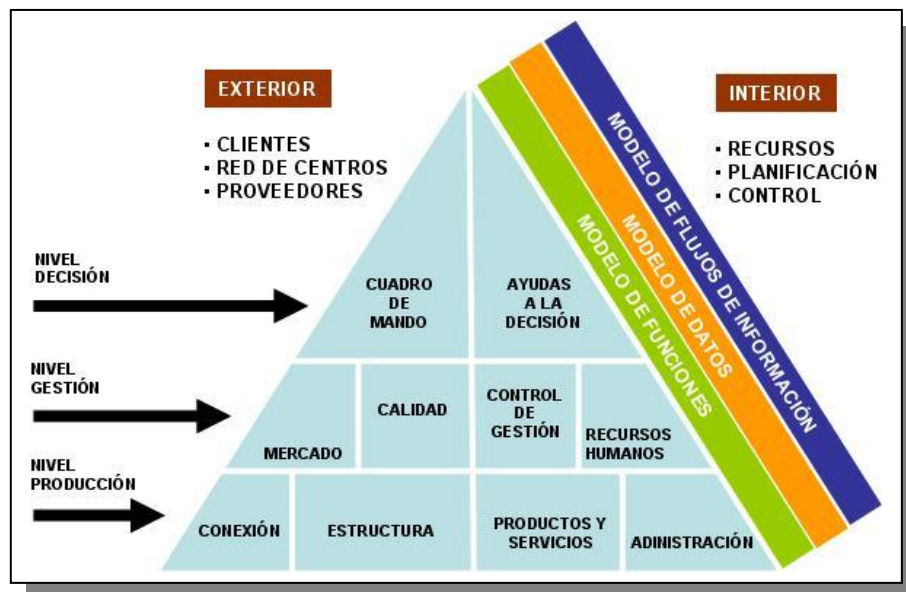 EXTERIOR
▪ CLIENTES
▪ RED DE CENTROS
▪ PROVEEDORES
INTERIOR
▪ RECURSOS
▪ PLANIFICACIÓN
▪ CONTROL
MODELO DE FLUJOS DE INFORMACIÓN
MODELO DE DATOS
MODELO DE FUNCIONES
NIVEL
DECISIÓN
CUADRO
DE
MANDO
AYUDAS
A LA
DECISIÓN
NIVEL
GESTIÓN
MERCADO
CALIDAD
CONTROL
DE
GESTIÓN
RECURSOS
HUMANOS
NIVEL
PRODUCCIÓN
CONEXIÓN
ESTRUCTURA
PRODUCTOS Y
SERVICIOS
ADINISTRACIÓN